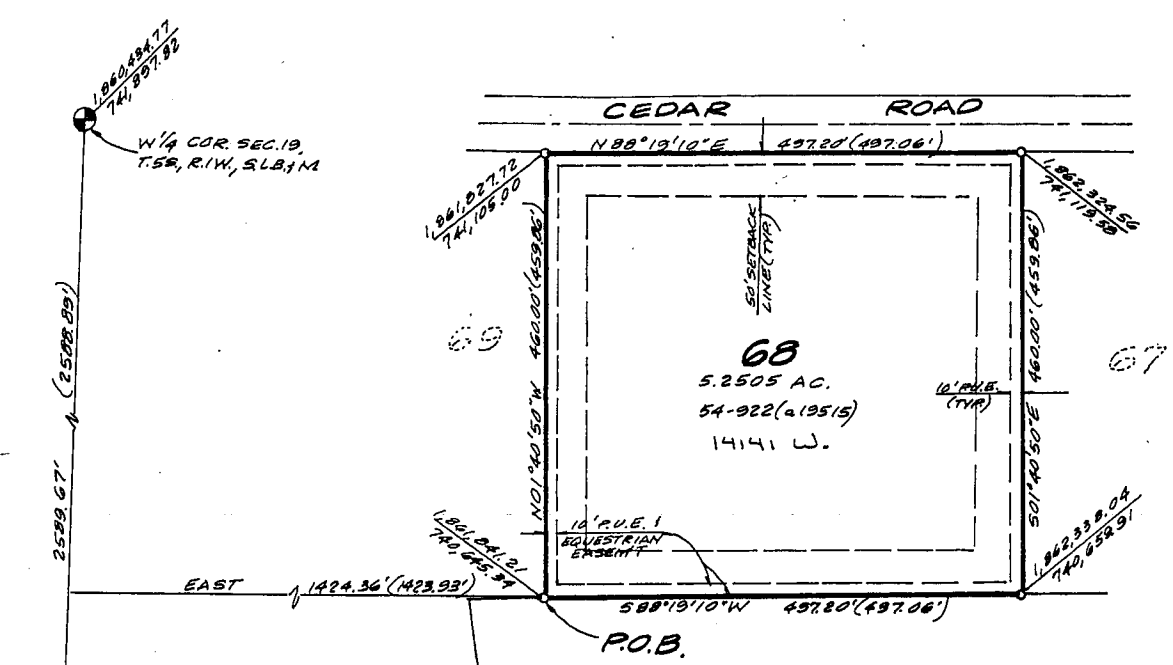 1,860,434.77
741,897.82
W 1/4 COR. SEC. 19,
T.5S, R.1W., S.L.B.+M
CEDAR ROAD
N 88°19'10"E 497.20'(497.06')
1,861,827.72
741,105.00
1,862,324.56
741,119.58
(2588.89')
2589.67'
N01°40'50"W 460.00'(459.86')
50' SETBACK
LINE (TYP.)
69
68
5.2505 AC.
54-922(a19515)
14141 W.
10' P.U.E.
(TYP.)
67
S01°40'50"E 460.00'(459.86')
1,861,841.21
740,645.34
10' P.U.E. &
EQUESTRIAN
EASEM'T
1,862,338.04
740,659.91
EAST 1424.36'(1423.93')
S88°19'10"W 497.20'(497.06')
P.O.B.